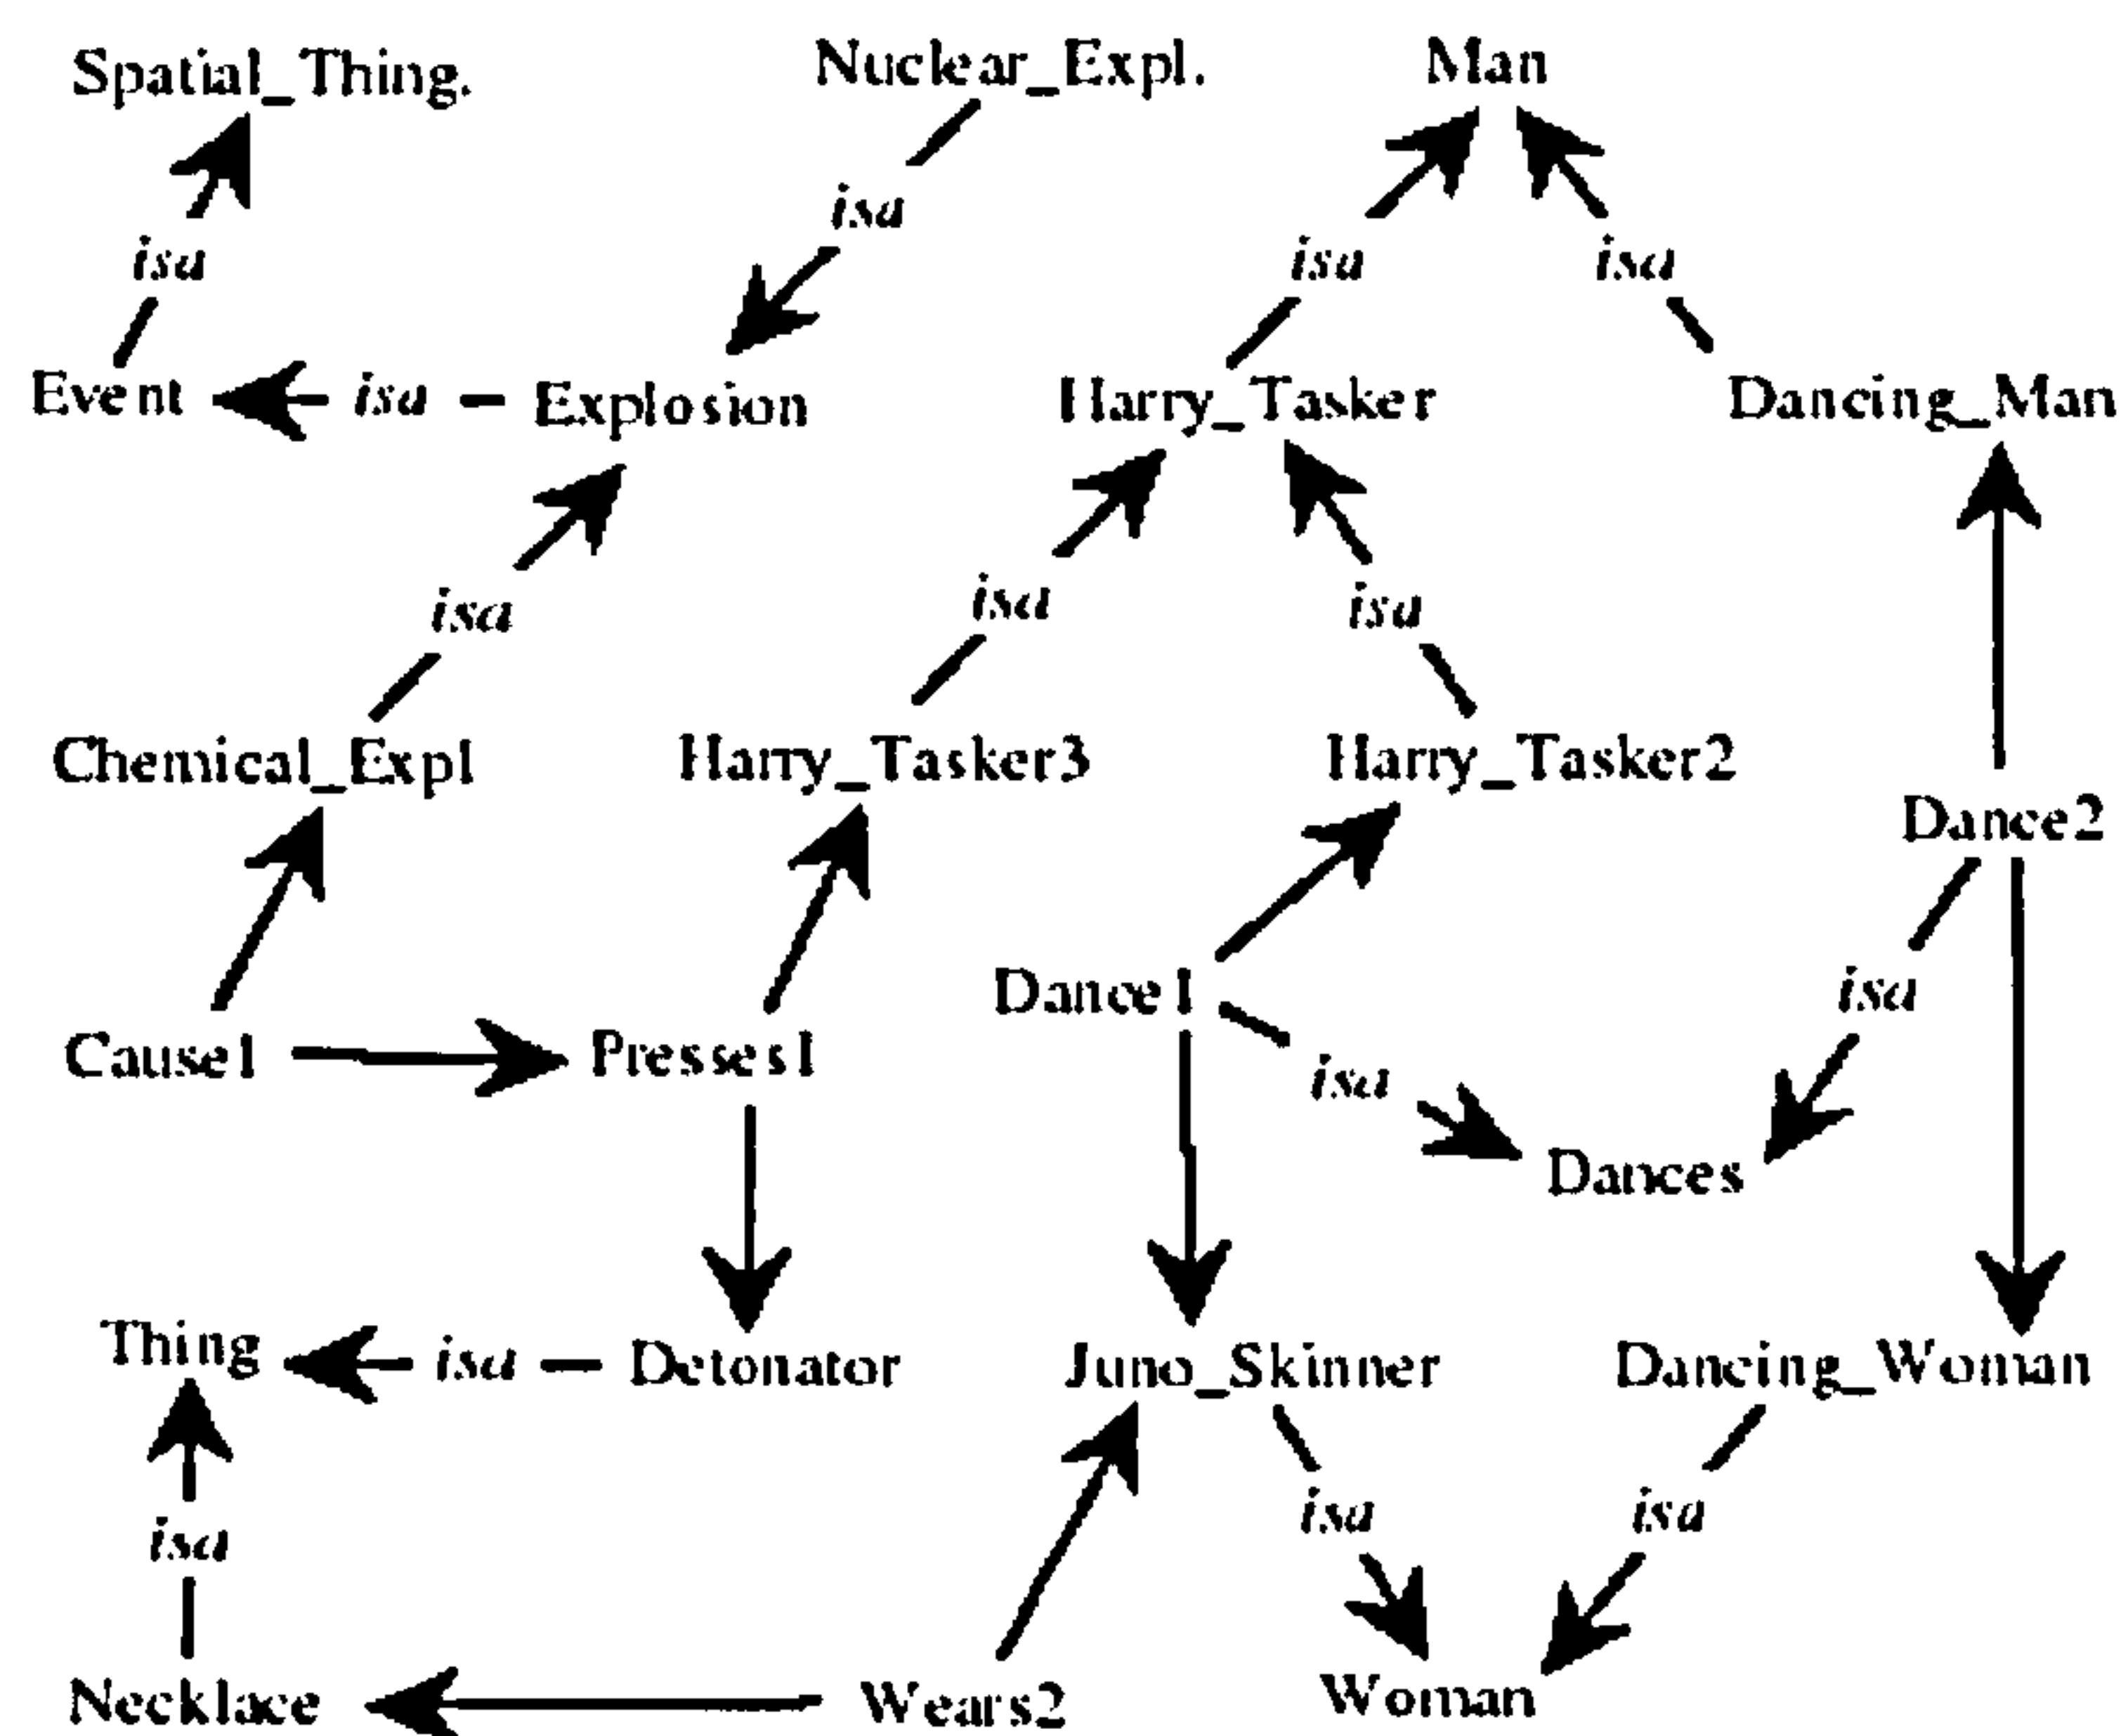 Spatial_Thing. Nuclear_Expl. Man
isa
isa isa isa
Event isa Explosion Harry_Tasker Dancing_Man
isa isa isa
Chemical_Expl Harry_Tasker3 Harry_Tasker2
Dance2
Dance1 isa
Cause1 Presses1
isa
Dances
Thing isa Detonator Juno_Skinner Dancing_Woman
isa isa isa
Necklace Wears2 Woman